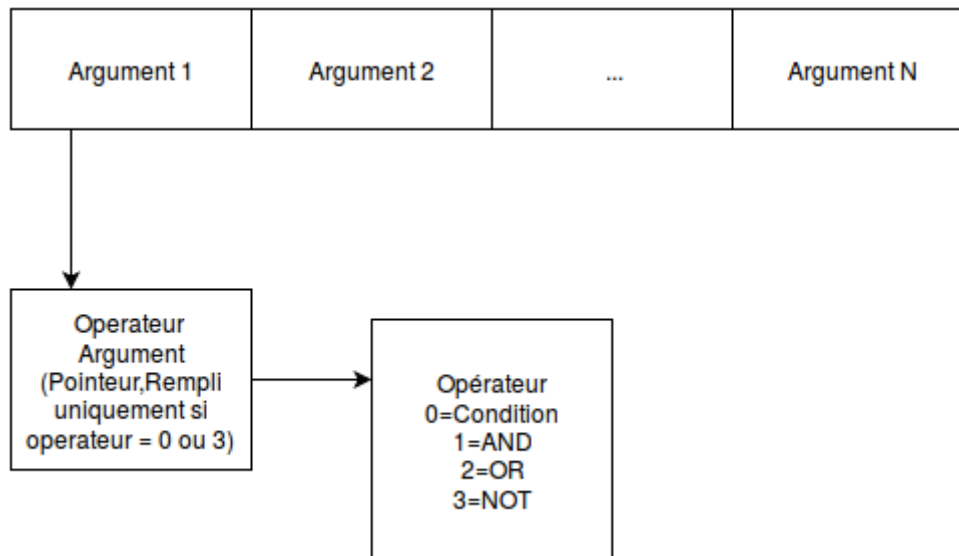 Argument 1
Argument 2
...
Argument N
Operateur
Argument
(Pointeur,Rempli
uniquement si
operateur = 0 ou 3)
Opérateur
0=Condition
1=AND
2=OR
3=NOT